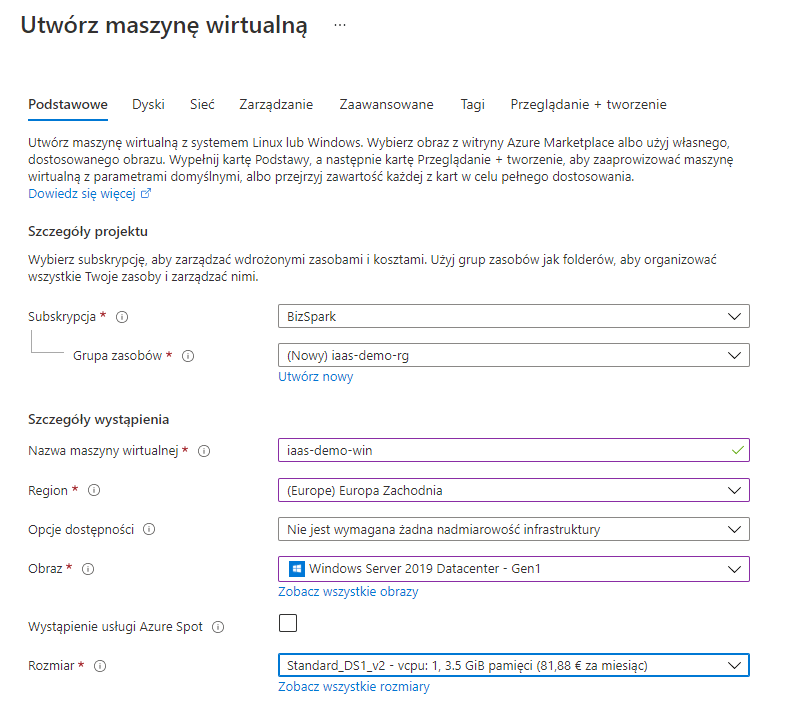 Utwórz maszynę wirtualną ...
Podstawowe Dyski Sieć Zarządzanie Zaawansowane Tagi Przeglądanie + tworzenie
Utwórz maszynę wirtualną z systemem Linux lub Windows. Wybierz obraz z witryny Azure Marketplace albo użyj własnego,
dostosowanego obrazu. Wypełnij kartę Podstawy, a następnie kartę Przeglądanie + tworzenie, aby zaaprowizować maszynę
wirtualną z parametrami domyślnymi, albo przejrzyj zawartość każdej z kart w celu pełnego dostosowania.
Dowiedz się więcej
Szczegóły projektu
Wybierz subskrypcję, aby zarządzać wdrożonymi zasobami i kosztami. Użyj grup zasobów jak folderów, aby organizować
wszystkie Twoje zasoby i zarządzać nimi.
Subskrypcja * BizSpark
Grupa zasobów * (Nowy) iaas-demo-rg
Utwórz nowy
Szczegóły wystąpienia
Nazwa maszyny wirtualnej * iaas-demo-win
Region * (Europe) Europa Zachodnia
Opcje dostępności Nie jest wymagana żadna nadmiarowość infrastruktury
Obraz * Windows Server 2019 Datacenter - Gen1
Zobacz wszystkie obrazy
Wystąpienie usługi Azure Spot
Rozmiar * Standard_DS1_v2 - vcpu: 1, 3.5 GiB pamięci (81,88 € za miesiąc)
Zobacz wszystkie rozmiary